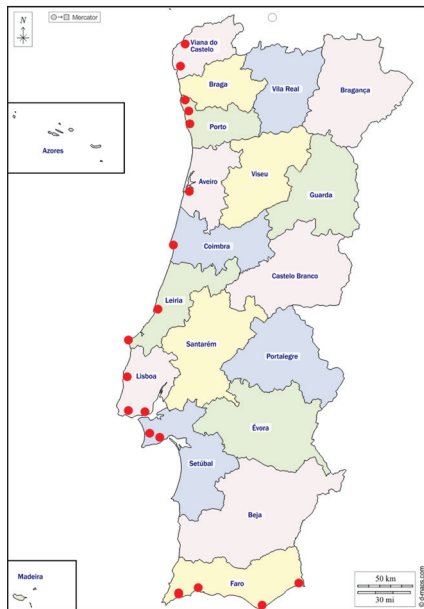 N
Mercator
Viana do
Castelo
Braga
Vila Real
Bragança
Porto
Azores
Aveiro
Viseu
Guarda
Coimbra
Castelo Branco
Leiria
Santarém
Portalegre
Lisboa
Évora
Setúbal
Beja
Madeira
Faro
50 km
30 mi
© d-maps.com